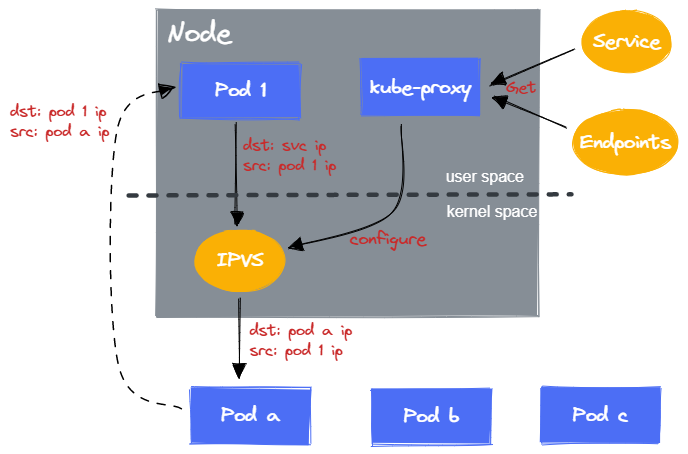 Node
Service
Pod 1
kube-proxy
Get
dst: pod 1 ip
src: pod a ip
dst: svc ip
src: pod 1 ip
Endpoints
user space
kernel space
configure
IPVS
dst: pod a ip
src: pod 1 ip
Pod a
Pod b
Pod c